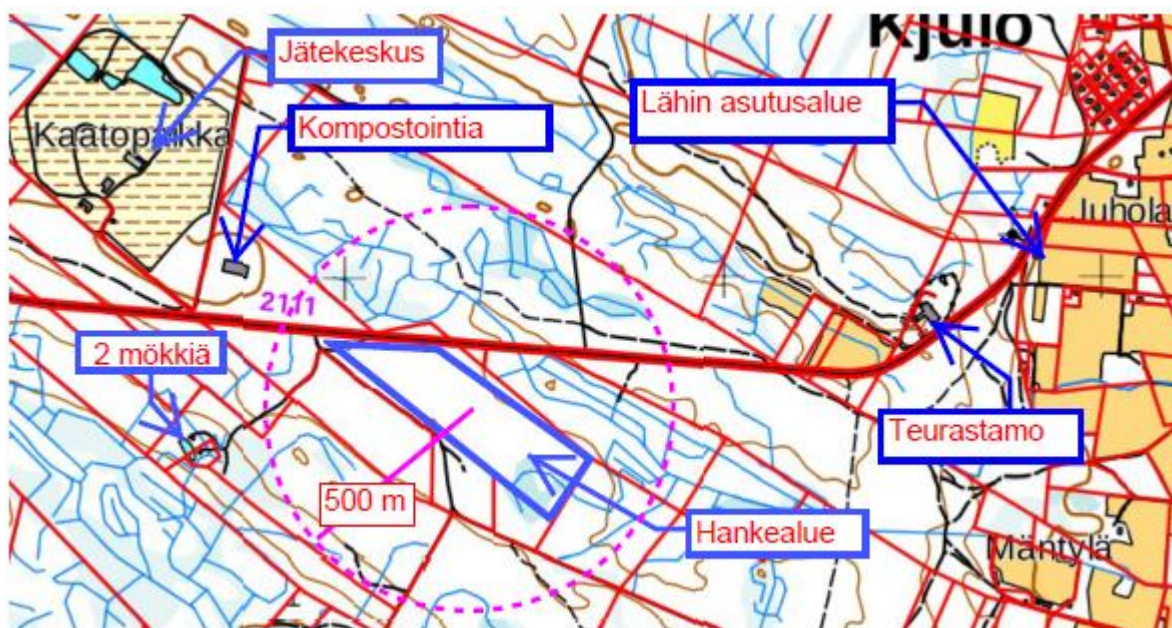 Kjulo
Jätekeskus
Lähin asutusalue
Kaatopaikka
Kompostointia
Juhola
2111
2 mökkiä
Teurastamo
500 m
Hankealue
Mäntylä